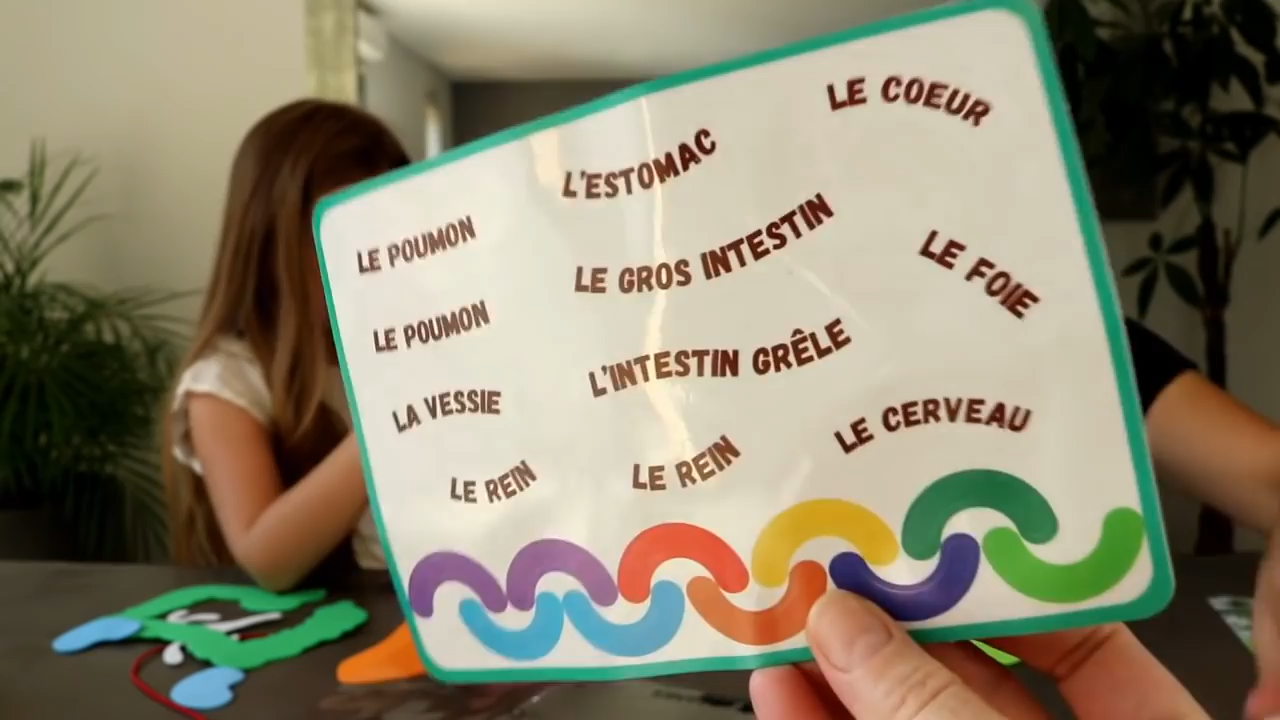 LE COEUR
L'ESTOMAC
LE POUMON
LE GROS INTESTIN
LE FOIE
LE POUMON
L'INTESTIN GRÊLE
LA VESSIE
LE CERVEAU
LE REIN
LE REIN